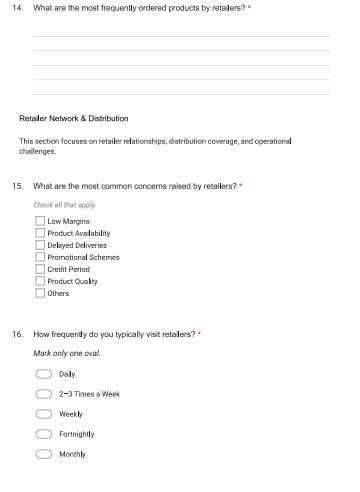 14. What are the most frequently ordered products by retailers? *
Retailer Network & Distribution
This section focuses on retailer relationships, distribution coverage, and operational
challenges.
15. What are the most common concerns raised by retailers? *
Check all that apply.
Low Margins
Product Availability
Delayed Deliveries
Promotional Schemes
Credit Period
Product Quality
Others
16. How frequently do you typically visit retailers? *
Mark only one oval.
Daily
2–3 Times a Week
Weekly
Fortnightly
Monthly